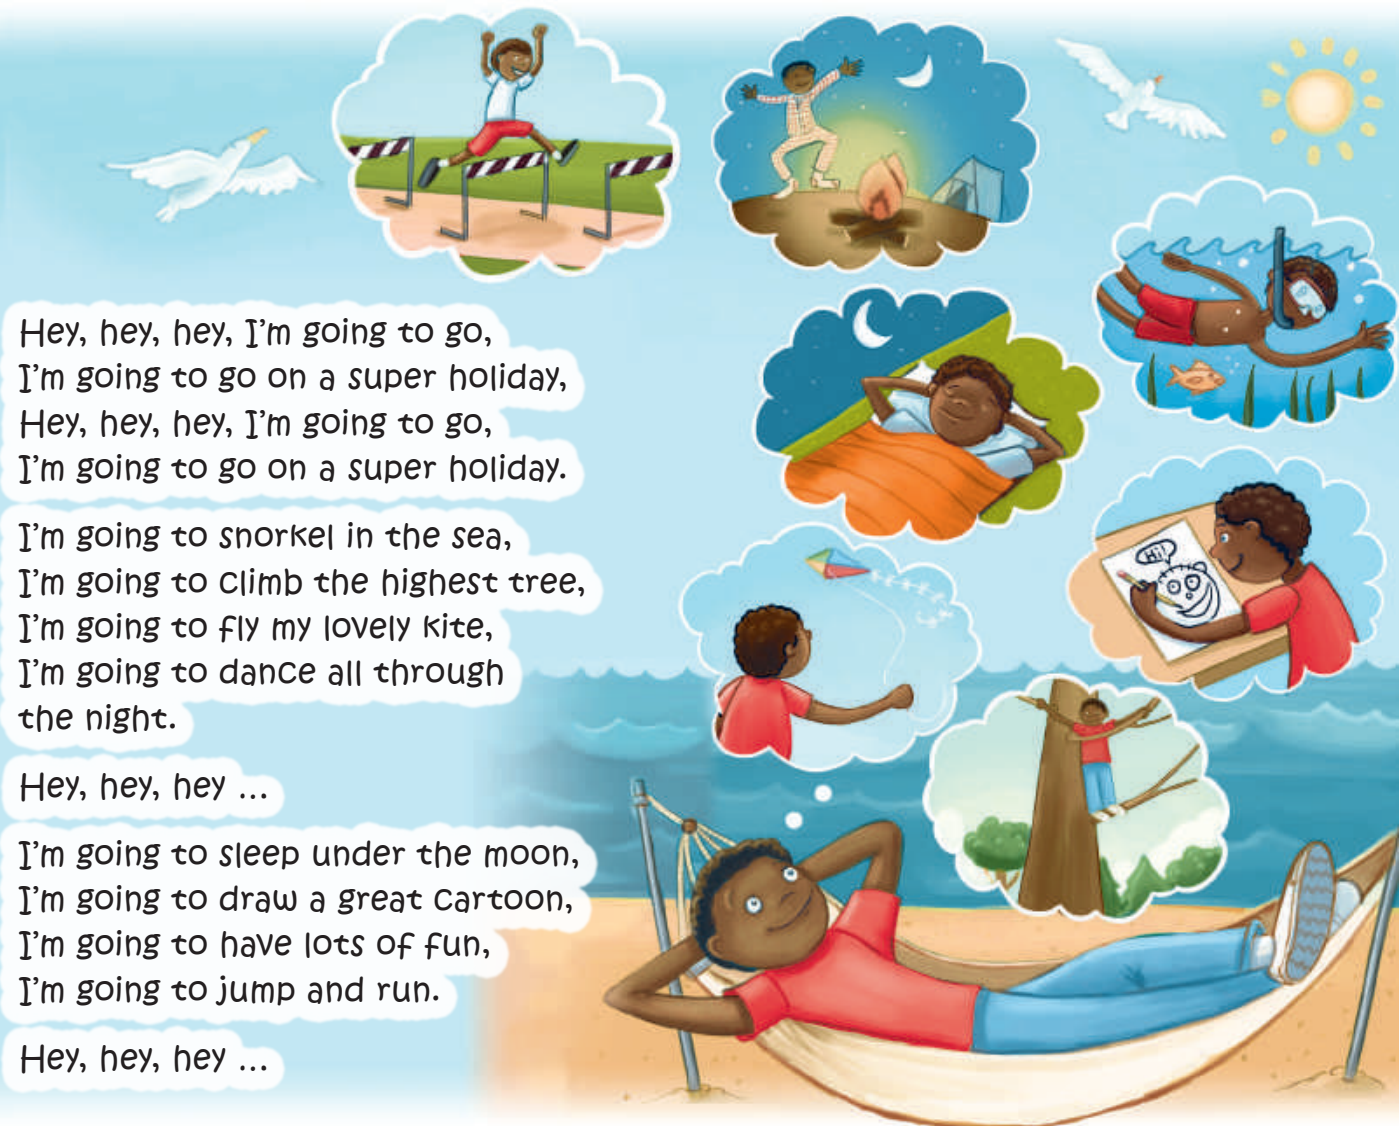 Hey, hey, hey, I'm going to go,
I'm going to go on a super holiday,
Hey, hey, hey, I'm going to go,
I'm going to go on a super holiday.
I'm going to snorkel in the sea,
I'm going to climb the highest tree,
I'm going to fly my lovely kite,
I'm going to dance all through
the night.
Hey, hey, hey ...
I'm going to sleep under the moon,
I'm going to draw a great cartoon,
I'm going to have lots of fun,
I'm going to jump and run.
Hey, hey, hey ...
Hi!